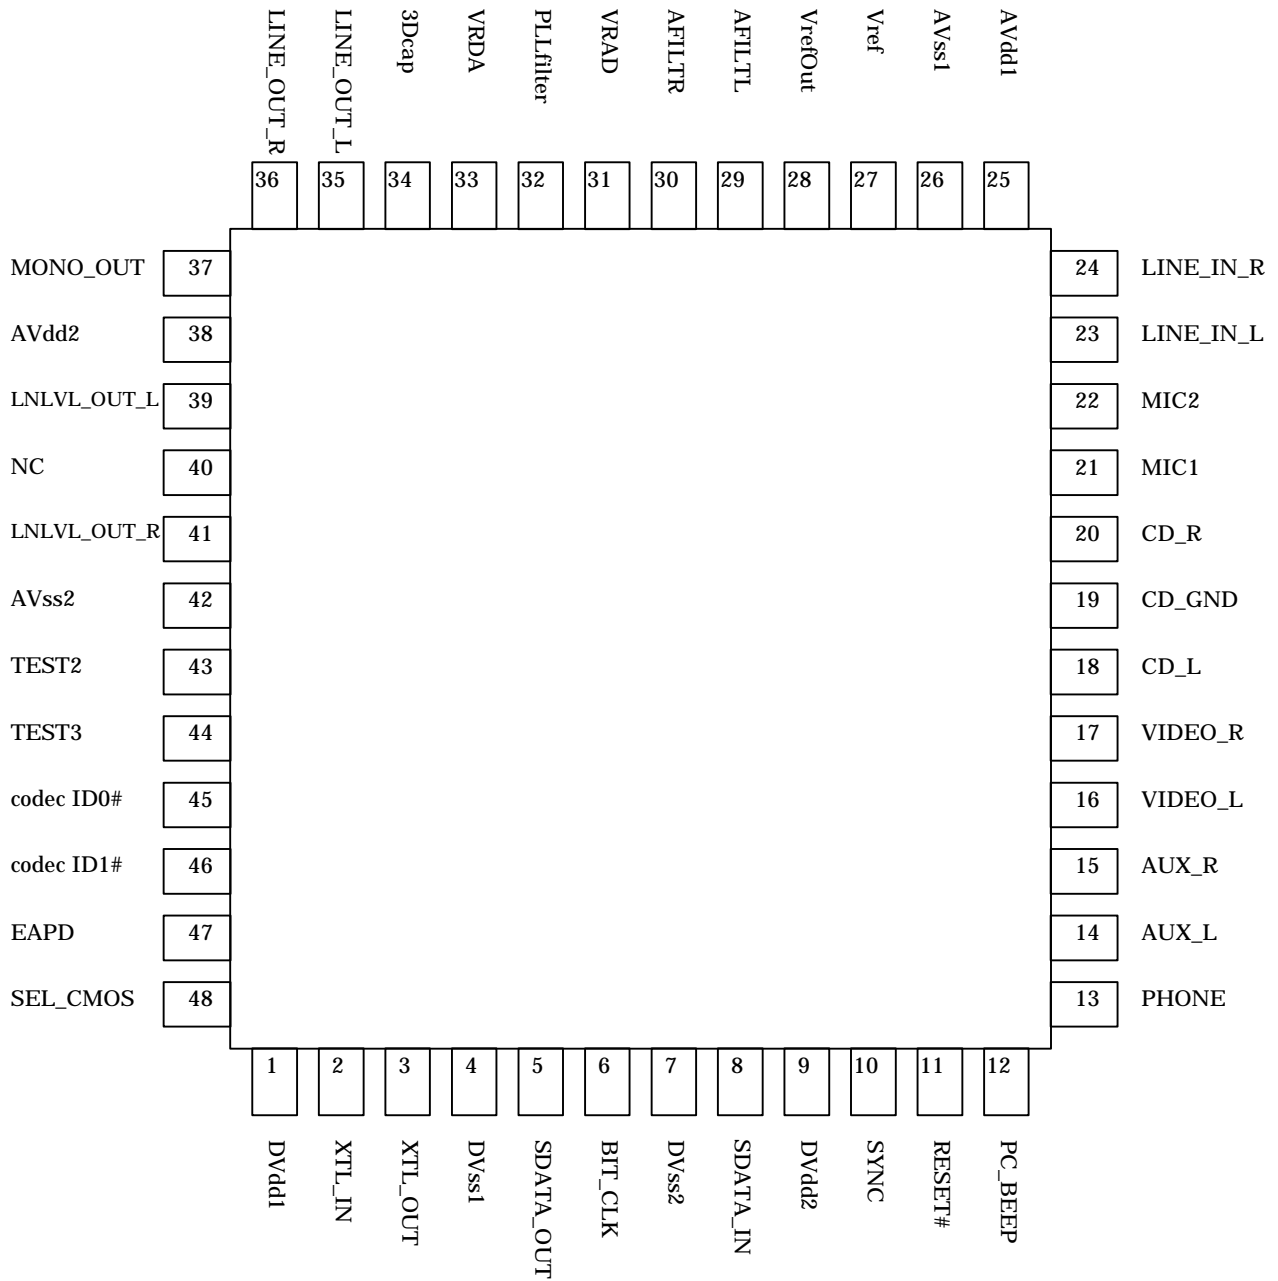 LINE_OUT_R
LINE_OUT_L
3Dcap
VRDA
PLLfilter
VRAD
AFILTR
AFILTL
VrefOut
Vref
AVss1
AVdd1
36 35 34 33 32 31 30 29 28 27 26 25
MONO_OUT 37 24 LINE_IN_R
AVdd2 38 23 LINE_IN_L
LNLVL_OUT_L 39 22 MIC2
NC 40 21 MIC1
LNLVL_OUT_R 41 20 CD_R
AVss2 42 19 CD_GND
TEST2 43 18 CD_L
TEST3 44 17 VIDEO_R
codec ID0# 45 16 VIDEO_L
codec ID1# 46 15 AUX_R
EAPD 47 14 AUX_L
SEL_CMOS 48 13 PHONE
1 2 3 4 5 6 7 8 9 10 11 12
DVdd1
XTL_IN
XTL_OUT
DVss1
SDATA_OUT
BIT_CLK
DVss2
SDATA_IN
DVdd2
SYNC
RESET#
PC_BEEP